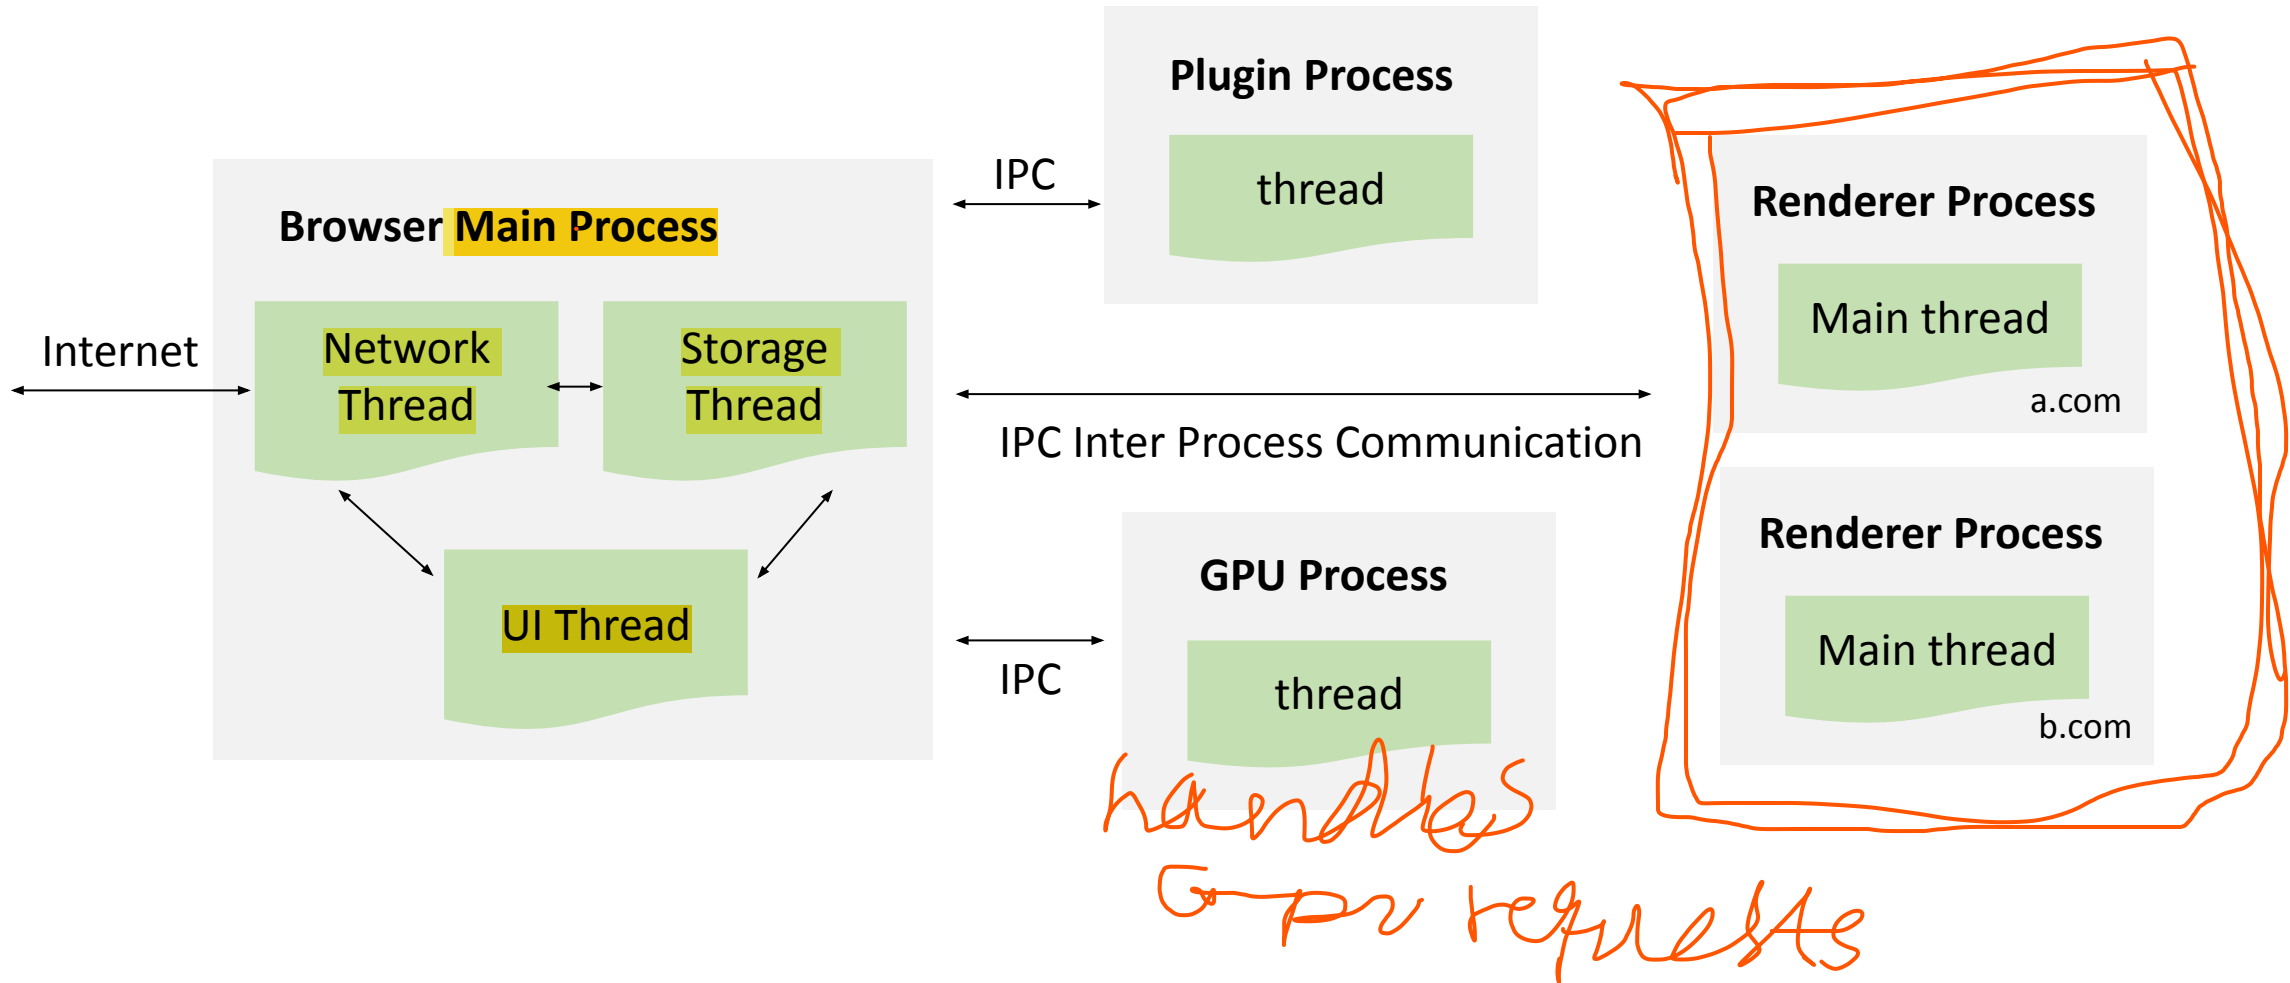 Plugin Process
thread
IPC
Browser Main Process
Network
Thread
Storage
Thread
UI Thread
Internet
IPC Inter Process Communication
GPU Process
thread
IPC
handles
Gpu requests
Renderer Process
Main thread
a.com
Renderer Process
Main thread
b.com